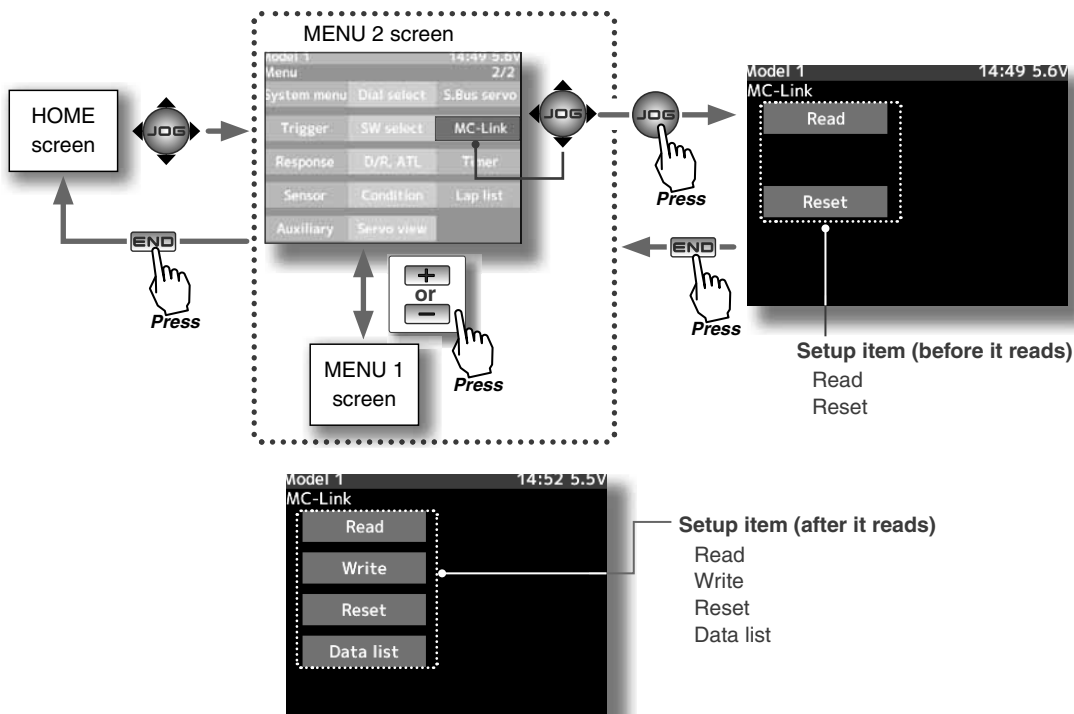 MENU 2 screen
Model 1 14:49 5.6V
Menu 2/2
System menu Dial select S.Bus servo
Trigger SW select MC-Link
Response D/R, ATL Timer
Sensor Condition Lap list
Auxiliary Servo view
HOME
screen
JOG
JOG
JOG
Press
END
Press
+
or
−
Press
MENU 1
screen
END
Press
Model 1 14:49 5.6V
MC-Link
Read
Reset
Setup item (before it reads)
Read
Reset
Model 1 14:52 5.5V
MC-Link
Read
Write
Reset
Data list
Setup item (after it reads)
Read
Write
Reset
Data list